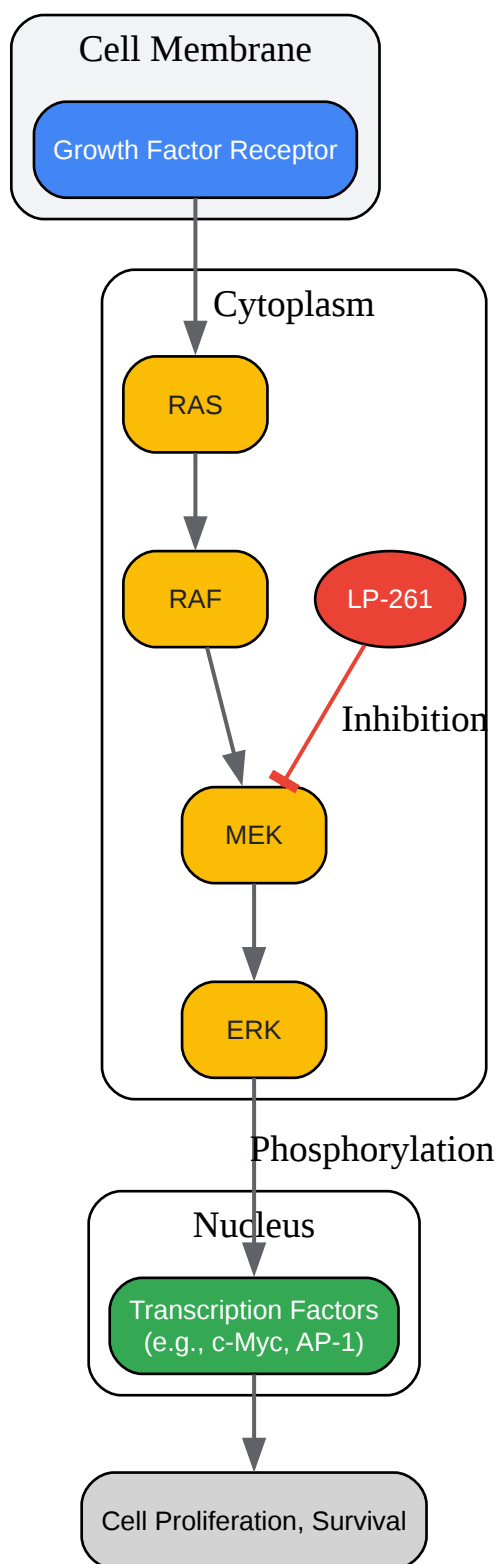 Cell Membrane
Growth Factor Receptor
Cytoplasm
RAS
RAF
LP-261
Inhibition
MEK
ERK
Phosphorylation
Nucleus
Transcription Factors
(e.g., c-Myc, AP-1)
Cell Proliferation, Survival